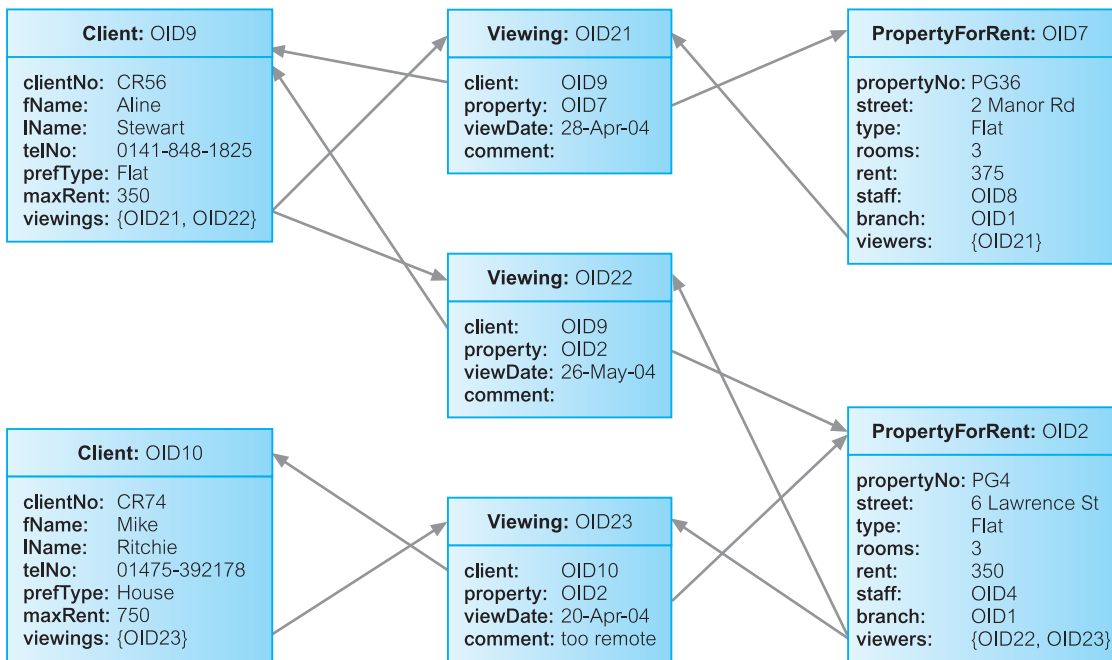 Client: OID9
clientNo: CR56
fName: Aline
lName: Stewart
telNo: 0141-848-1825
prefType: Flat
maxRent: 350
viewings: {OID21, OID22}
Viewing: OID21
client: OID9
property: OID7
viewDate: 28-Apr-04
comment:
PropertyForRent: OID7
propertyNo: PG36
street: 2 Manor Rd
type: Flat
rooms: 3
rent: 375
staff: OID8
branch: OID1
viewers: {OID21}
Viewing: OID22
client: OID9
property: OID2
viewDate: 26-May-04
comment:
Client: OID10
clientNo: CR74
fName: Mike
lName: Ritchie
telNo: 01475-392178
prefType: House
maxRent: 750
viewings: {OID23}
Viewing: OID23
client: OID10
property: OID2
viewDate: 20-Apr-04
comment: too remote
PropertyForRent: OID2
propertyNo: PG4
street: 6 Lawrence St
type: Flat
rooms: 3
rent: 350
staff: OID4
branch: OID1
viewers: {OID22, OID23}